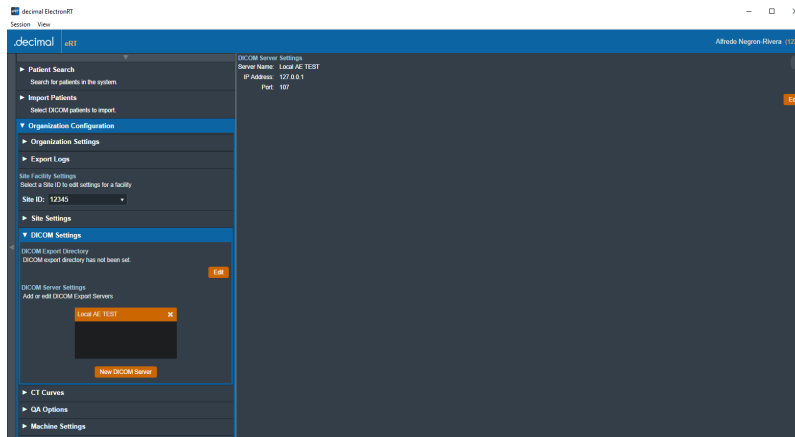 decimal ElectronRT
Session View
.decimal eRT
Alfredo Negron-Rivera (12
Patient Search
Search for patients in the system.
Import Patients
Select DICOM patients to import.
Organization Configuration
Organization Settings
Export Logs
Site Facility Settings
Select a Site ID to edit settings for a facility
Site ID: 12345
Site Settings
DICOM Settings
DICOM Export Directory
DICOM export directory has not been set.
Edit
DICOM Server Settings
Add or edit DICOM Export Servers
Local AE TEST
New DICOM Server
CT Curves
QA Options
Machine Settings
DICOM Server Settings
Server Name: Local AE TEST
IP Address: 127.0.0.1
Port: 107
Ed